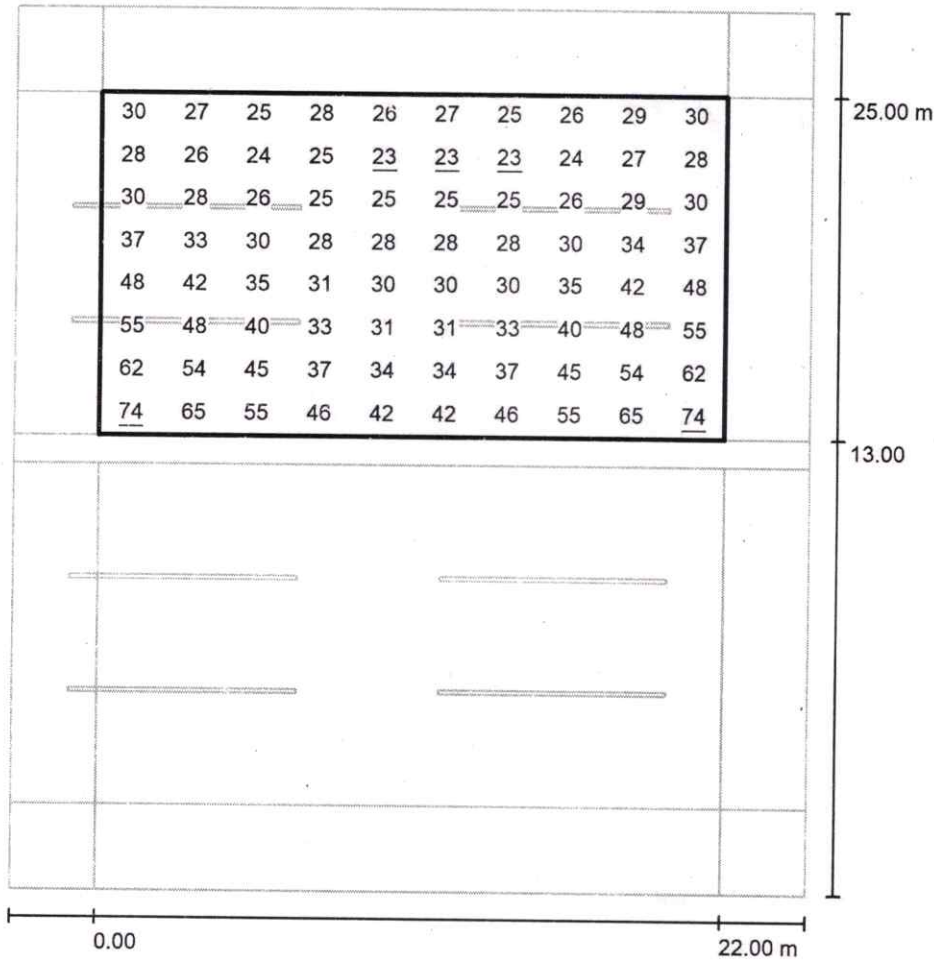 30 27 25 28 26 27 25 26 29 30
25.00 m
28 26 24 25 23 23 23 24 27 28
30 28 26 25 25 25 25 26 29 30
37 33 30 28 28 28 28 30 34 37
48 42 35 31 30 30 30 35 42 48
55 48 40 33 31 31 33 40 48 55
62 54 45 37 34 34 37 45 54 62
74 65 55 46 42 42 46 55 65 74
13.00
0.00
22.00 m